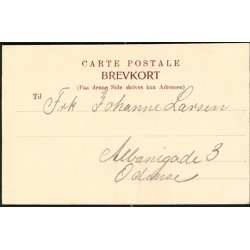 CARTE POSTALE
BREVKORT
(Paa denne Side skrives kun Adressen)
Til Frk Johanne Larsen
Albanigade 3
Odense